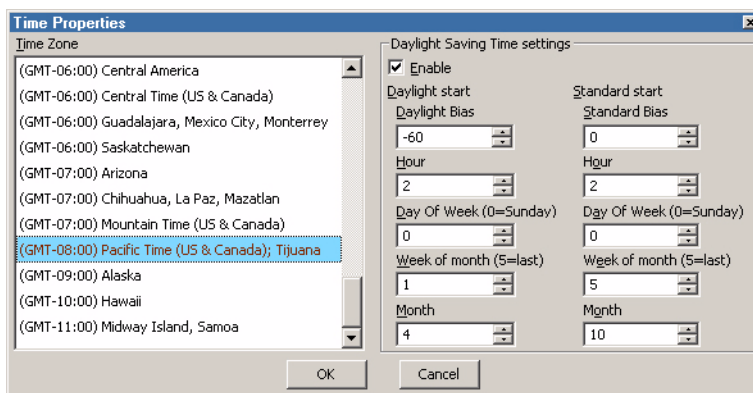 Time Properties
Time Zone
(GMT-06:00) Central America
(GMT-06:00) Central Time (US & Canada)
(GMT-06:00) Guadalajara, Mexico City, Monterrey
(GMT-06:00) Saskatchewan
(GMT-07:00) Arizona
(GMT-07:00) Chihuahua, La Paz, Mazatlan
(GMT-07:00) Mountain Time (US & Canada)
(GMT-08:00) Pacific Time (US & Canada); Tijuana
(GMT-09:00) Alaska
(GMT-10:00) Hawaii
(GMT-11:00) Midway Island, Samoa
Daylight Saving Time settings
Enable
Daylight start
Daylight Bias
-60
Hour
2
Day Of Week (0=Sunday)
0
Week of month (5=last)
1
Month
4
Standard start
Standard Bias
0
Hour
2
Day Of Week (0=Sunday)
0
Week of month (5=last)
5
Month
10
OK
Cancel